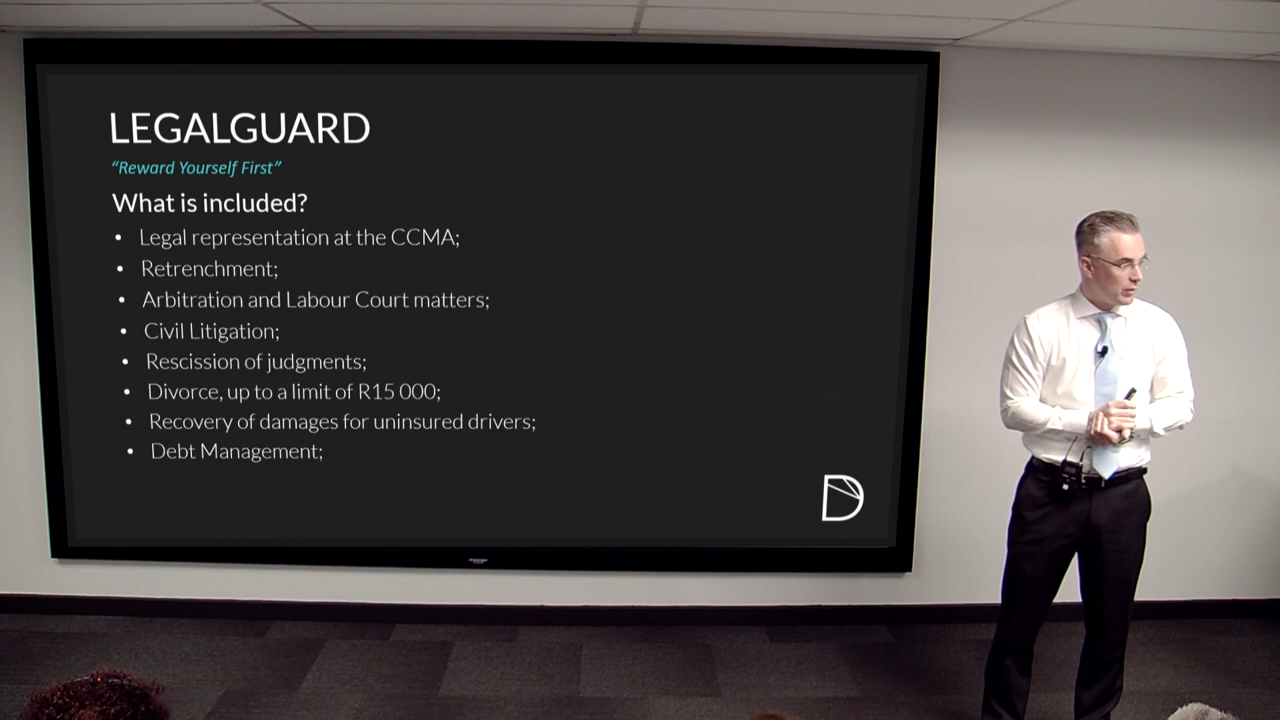 LEGALGUARD
“Reward Yourself First”
What is included?
• Legal representation at the CCMA;
• Retrenchment;
• Arbitration and Labour Court matters;
• Civil Litigation;
• Rescission of judgments;
• Divorce, up to a limit of R15 000;
• Recovery of damages for uninsured drivers;
• Debt Management;